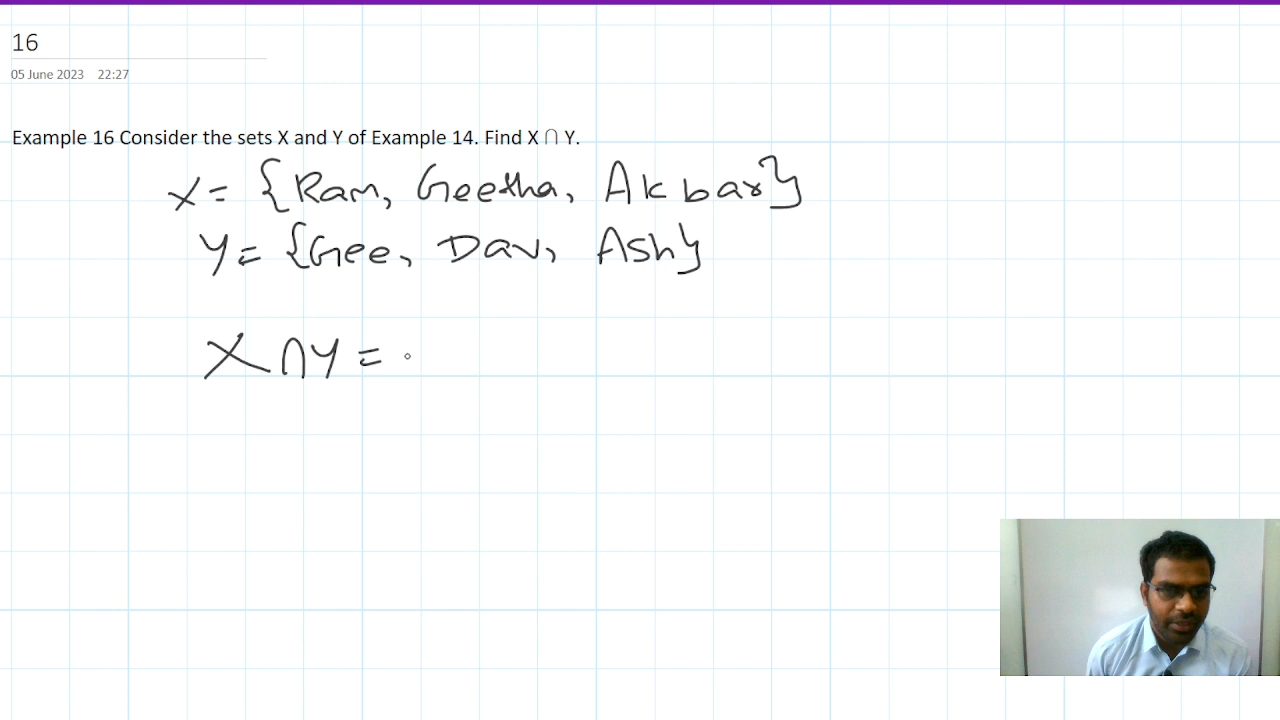 16
05 June 2023 22:27
Example 16 Consider the sets X and Y of Example 14. Find X ∩ Y.
X = {Ram, Geetha, Akbar}
Y = {Gee, Dav, Ash}
X ∩ Y =